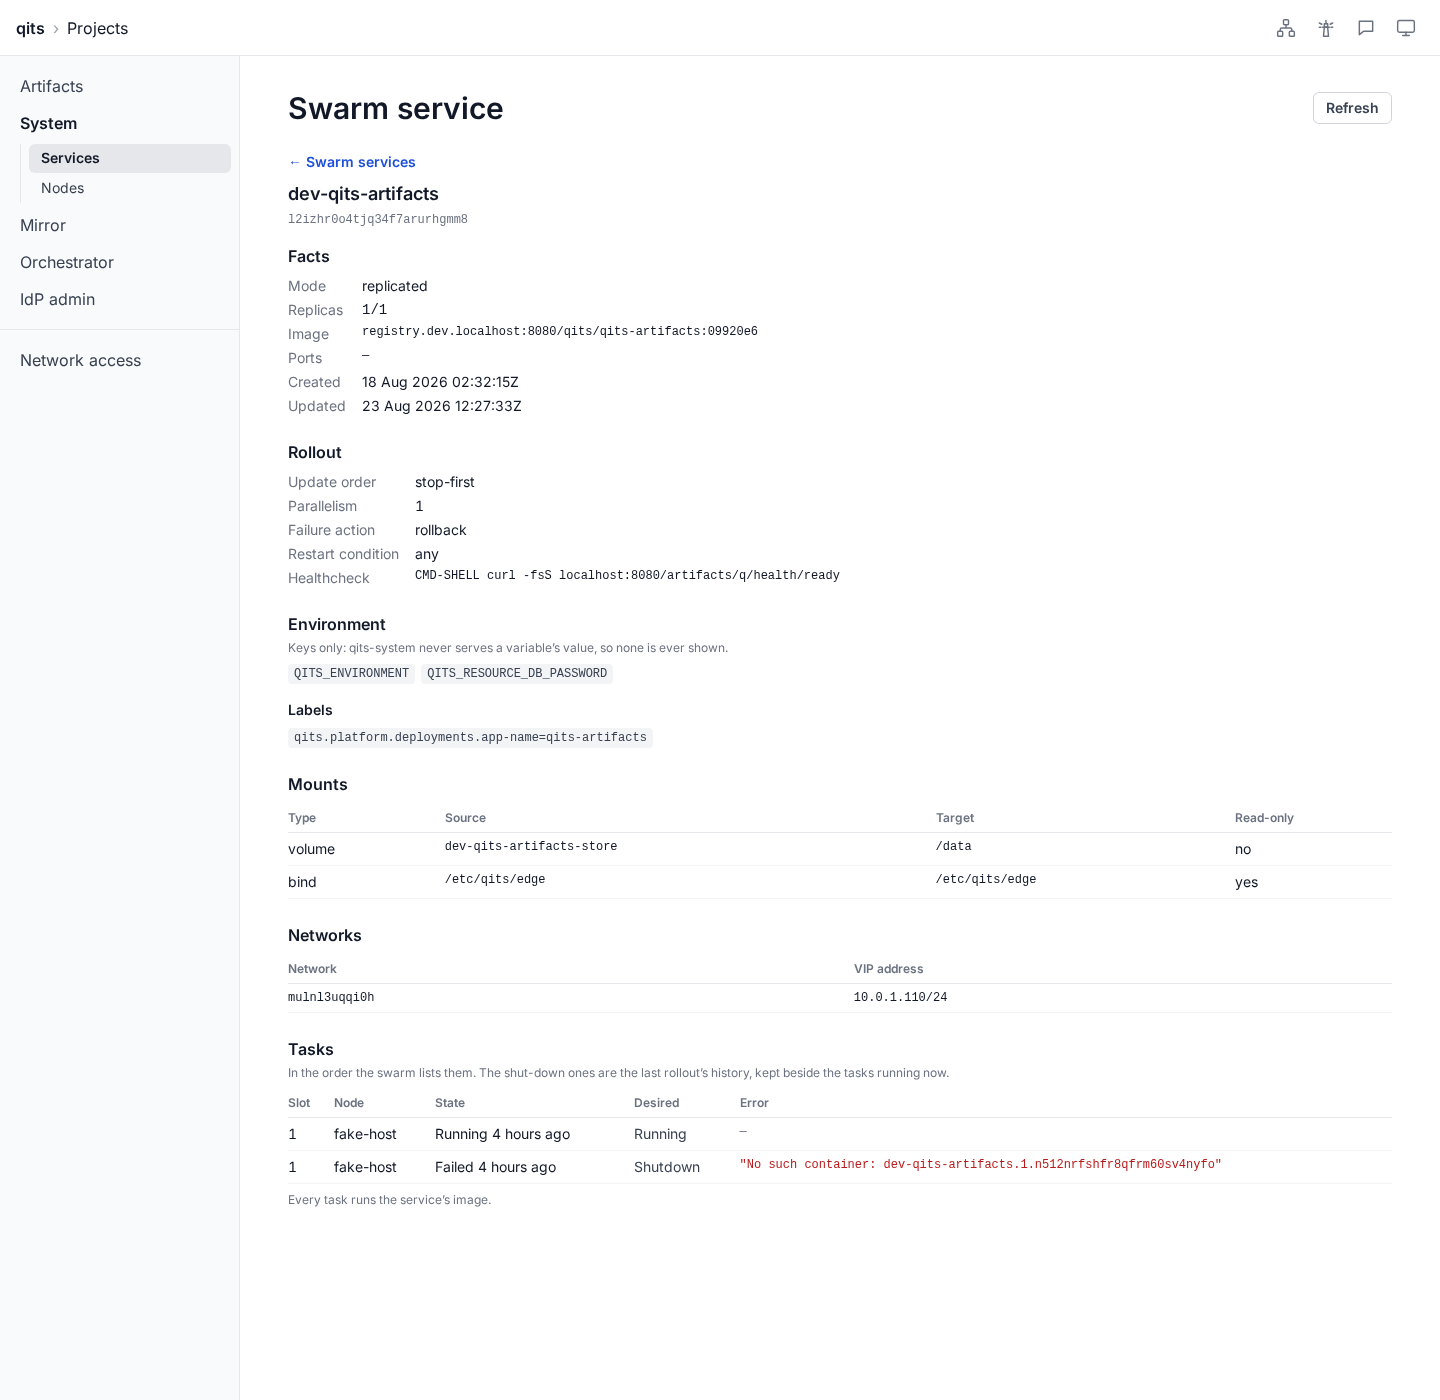 qits › Projects
Artifacts
System
Services
Nodes
Mirror
Orchestrator
IdP admin
Network access
Swarm service
Refresh
← Swarm services
dev-qits-artifacts
l2izhr0o4tjq34f7arurhgmm8
Facts
Mode replicated
Replicas 1/1
Image registry.dev.localhost:8080/qits/qits-artifacts:09920e6
Ports —
Created 18 Aug 2026 02:32:15Z
Updated 23 Aug 2026 12:27:33Z
Rollout
Update order stop-first
Parallelism 1
Failure action rollback
Restart condition any
Healthcheck CMD-SHELL curl -fsS localhost:8080/artifacts/q/health/ready
Environment
Keys only: qits-system never serves a variable’s value, so none is ever shown.
QITS_ENVIRONMENT QITS_RESOURCE_DB_PASSWORD
Labels
qits.platform.deployments.app-name=qits-artifacts
Mounts
Type Source Target Read-only
volume dev-qits-artifacts-store /data no
bind /etc/qits/edge /etc/qits/edge yes
Networks
Network VIP address
mulnl3uqqi0h 10.0.1.110/24
Tasks
In the order the swarm lists them. The shut-down ones are the last rollout’s history, kept beside the tasks running now.
Slot Node State Desired Error
1 fake-host Running 4 hours ago Running —
1 fake-host Failed 4 hours ago Shutdown "No such container: dev-qits-artifacts.1.n512nrfshfr8qfrm60sv4nyfo"
Every task runs the service’s image.